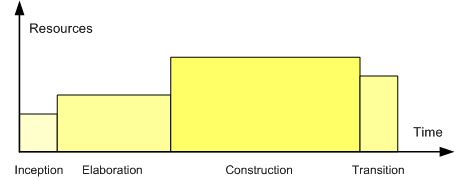 Resources
Time
Inception Elaboration Construction Transition